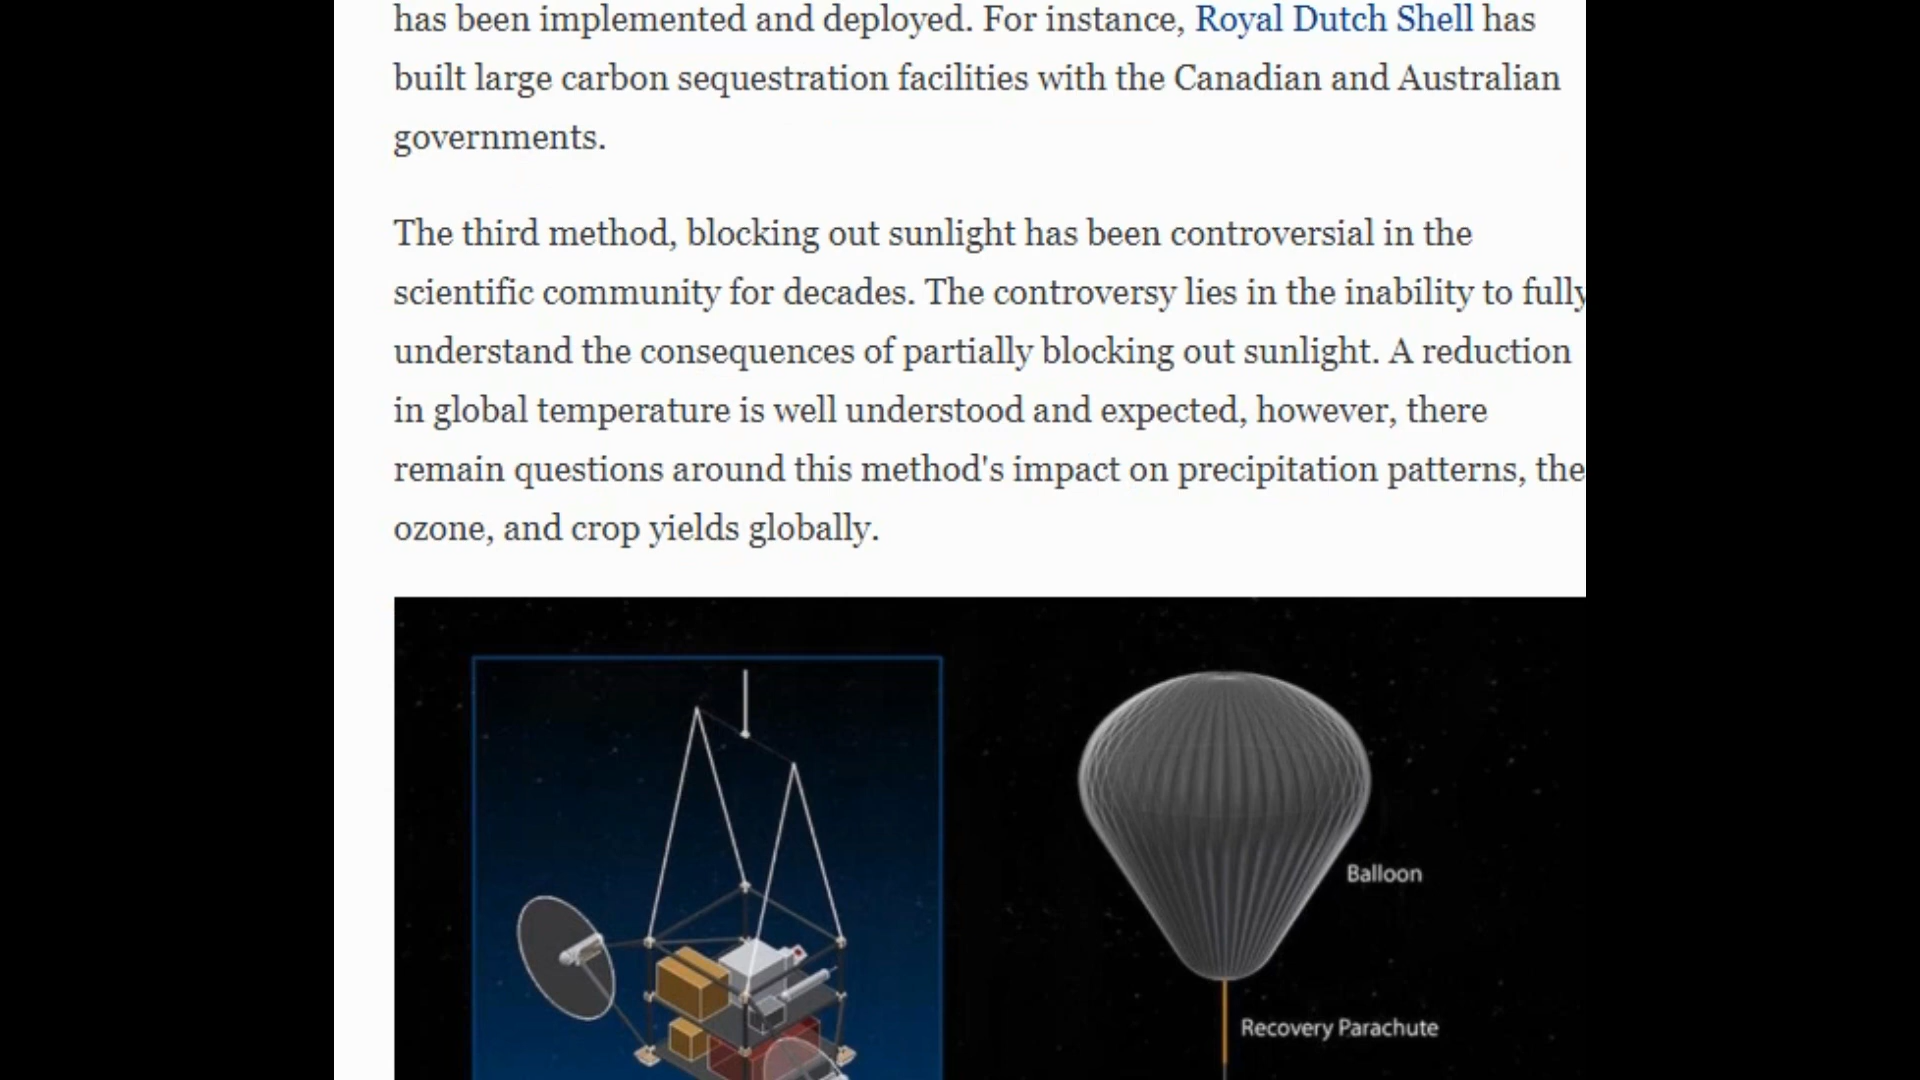 has been implemented and deployed. For instance, Royal Dutch Shell has
built large carbon sequestration facilities with the Canadian and Australian
governments.
The third method, blocking out sunlight has been controversial in the
scientific community for decades. The controversy lies in the inability to fully
understand the consequences of partially blocking out sunlight. A reduction
in global temperature is well understood and expected, however, there
remain questions around this method's impact on precipitation patterns, the
ozone, and crop yields globally.
Balloon
Recovery Parachute